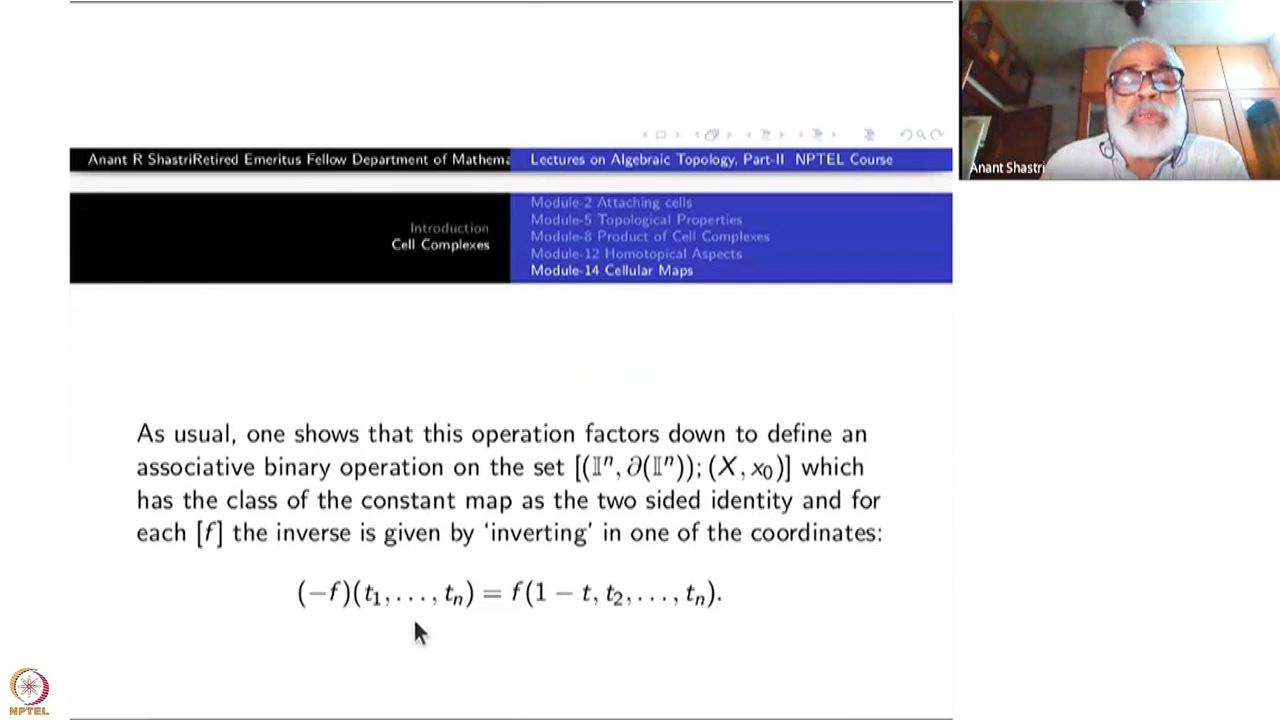 Anant R ShastriRetired Emeritus Fellow Department of Mathema
Lectures on Algebraic Topology, Part-II NPTEL Course
Anant Shastri
Introduction
Cell Complexes
Module-2 Attaching cells
Module-5 Topological Properties
Module-8 Product of Cell Complexes
Module-12 Homotopical Aspects
Module-14 Cellular Maps
As usual, one shows that this operation factors down to define an
associative binary operation on the set [(𝕀ⁿ, ∂(𝕀ⁿ)); (X, x₀)] which
has the class of the constant map as the two sided identity and for
each [f] the inverse is given by ‘inverting’ in one of the coordinates:
(−f)(t₁, . . . , tₙ) = f(1 − t, t₂, . . . , tₙ).
NPTEL